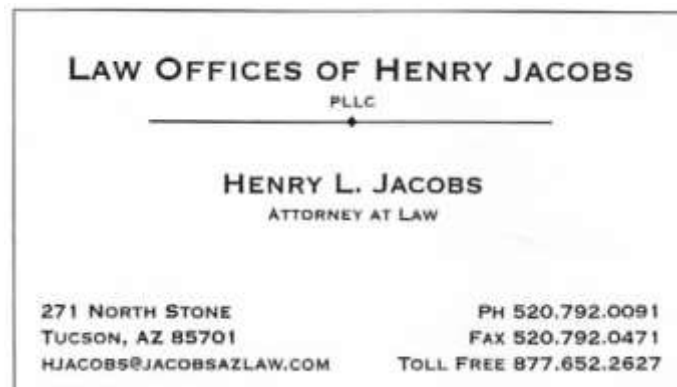 LAW OFFICES OF HENRY JACOBS
PLLC
HENRY L. JACOBS
ATTORNEY AT LAW
271 NORTH STONE
TUCSON, AZ 85701
HJACOBS@JACOBSAZLAW.COM
PH 520.792.0091
FAX 520.792.0471
TOLL FREE 877.652.2627